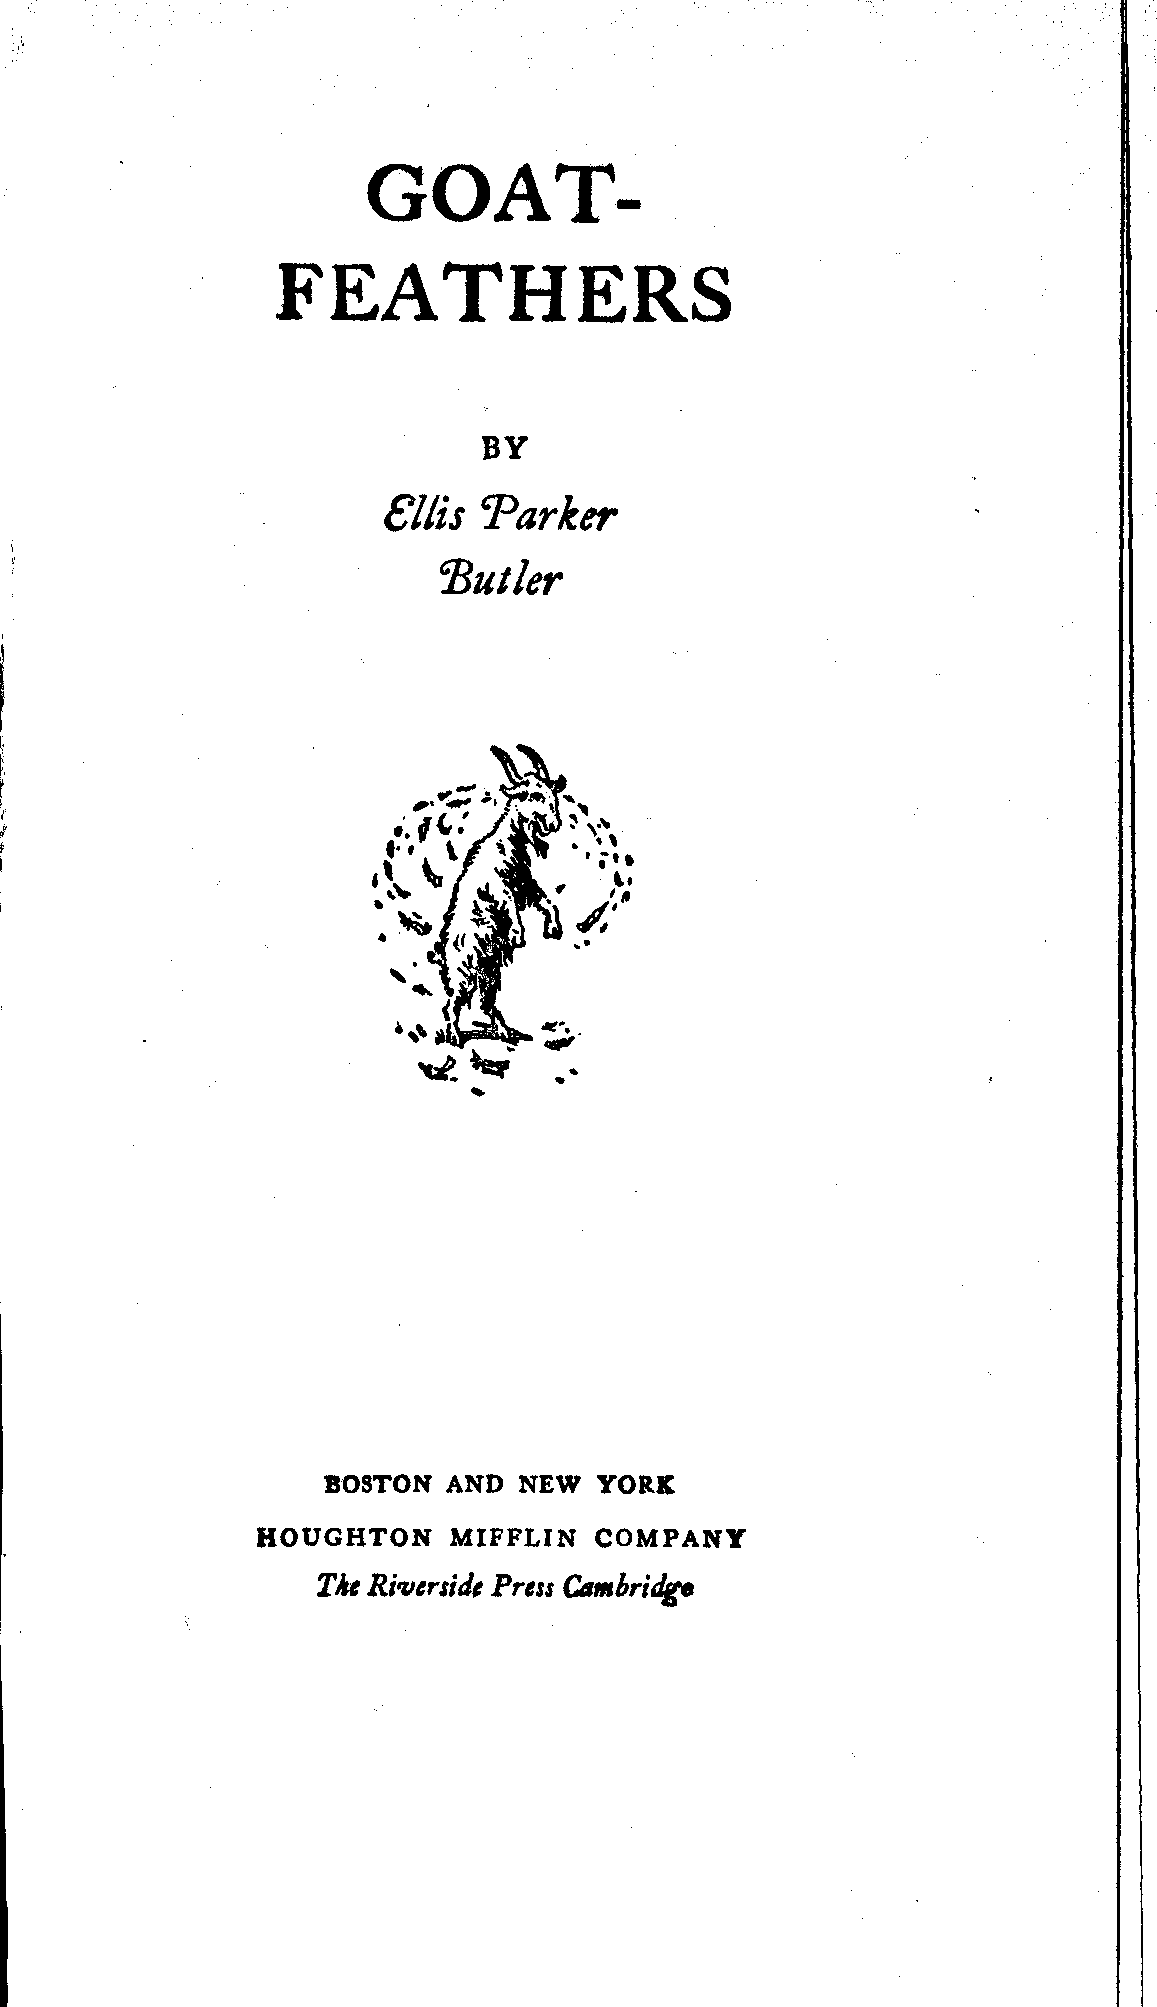 GOAT-
FEATHERS
BY
Ellis Parker
Butler
BOSTON AND NEW YORK
HOUGHTON MIFFLIN COMPANY
The Riverside Press Cambridge